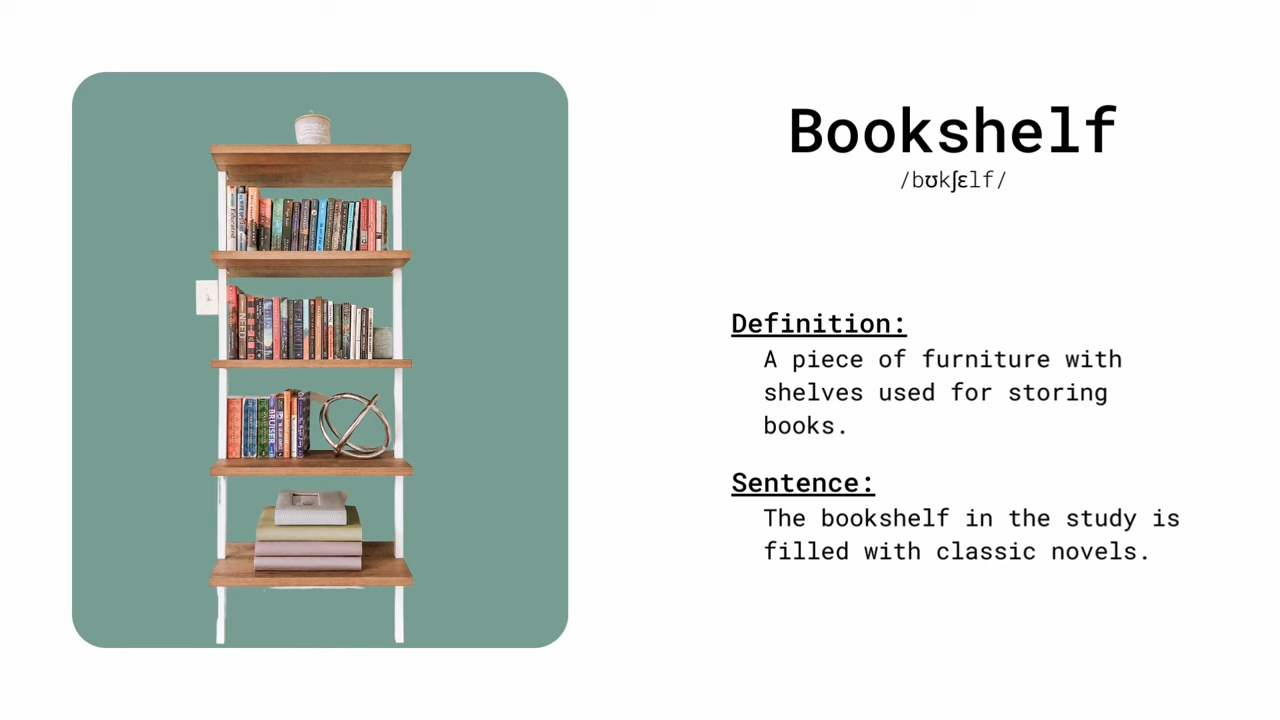 Bookshelf
/bʊkʃɛlf/
Definition:
A piece of furniture with
shelves used for storing
books.
Sentence:
The bookshelf in the study is
filled with classic novels.
BRUISER